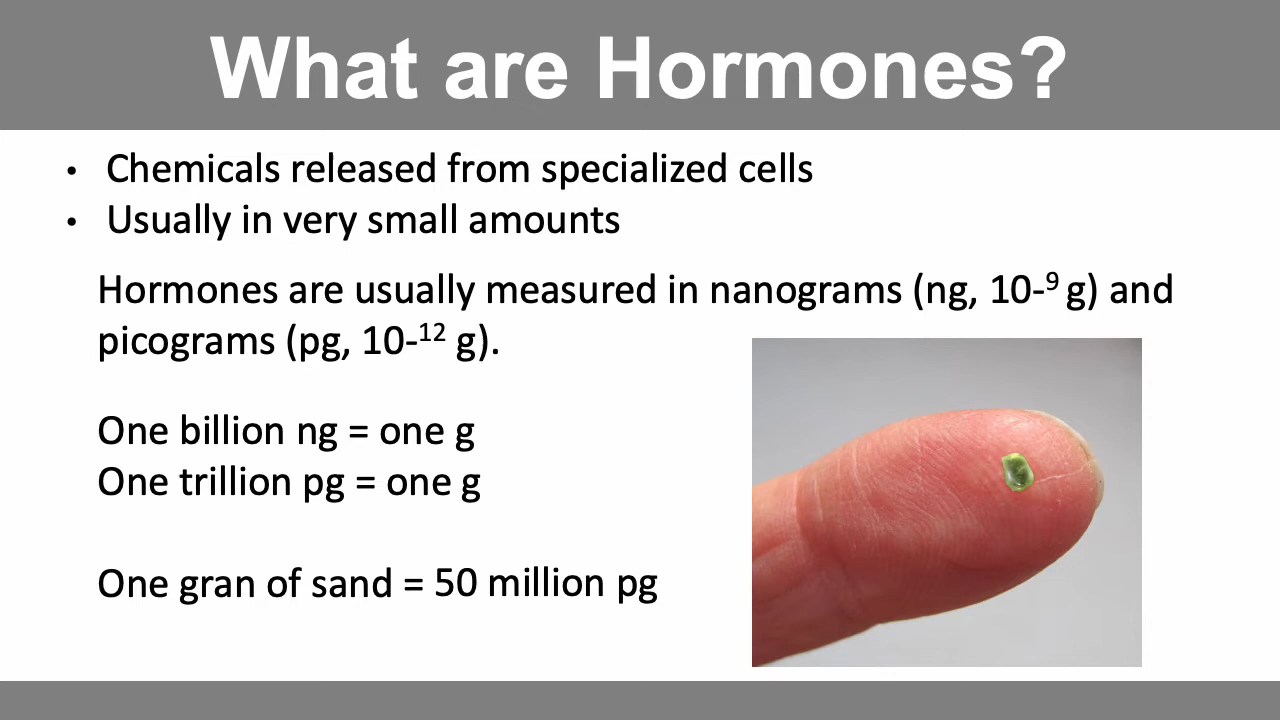 What are Hormones?
• Chemicals released from specialized cells
• Usually in very small amounts
Hormones are usually measured in nanograms (ng, 10-⁹ g) and
picograms (pg, 10-¹² g).
One billion ng = one g
One trillion pg = one g
One gran of sand = 50 million pg